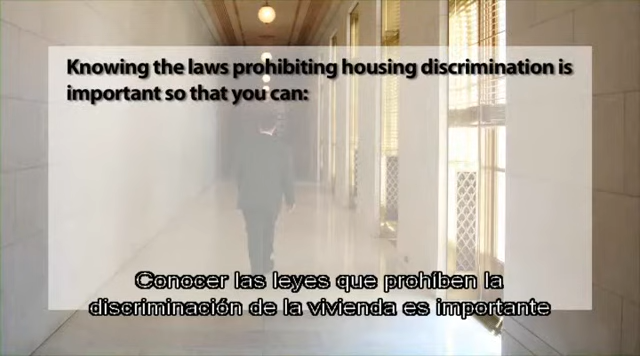 Knowing the laws prohibiting housing discrimination is
important so that you can:
Conocer las leyes que prohíben la
discriminación de la vivienda es importante